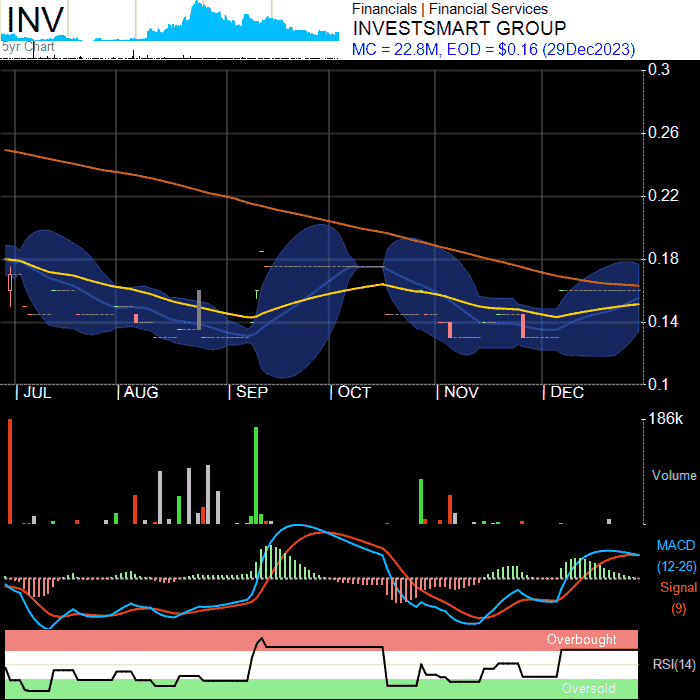 INV
5yr Chart
Financials | Financial Services
INVESTSMART GROUP
MC = 22.8M, EOD = $0.16 (29Dec2023)
0.3
0.26
0.22
0.18
0.14
0.1
JUL AUG SEP OCT NOV DEC
186k
Volume
MACD
(12-26)
Signal
(9)
Overbought
RSI(14)
Oversold